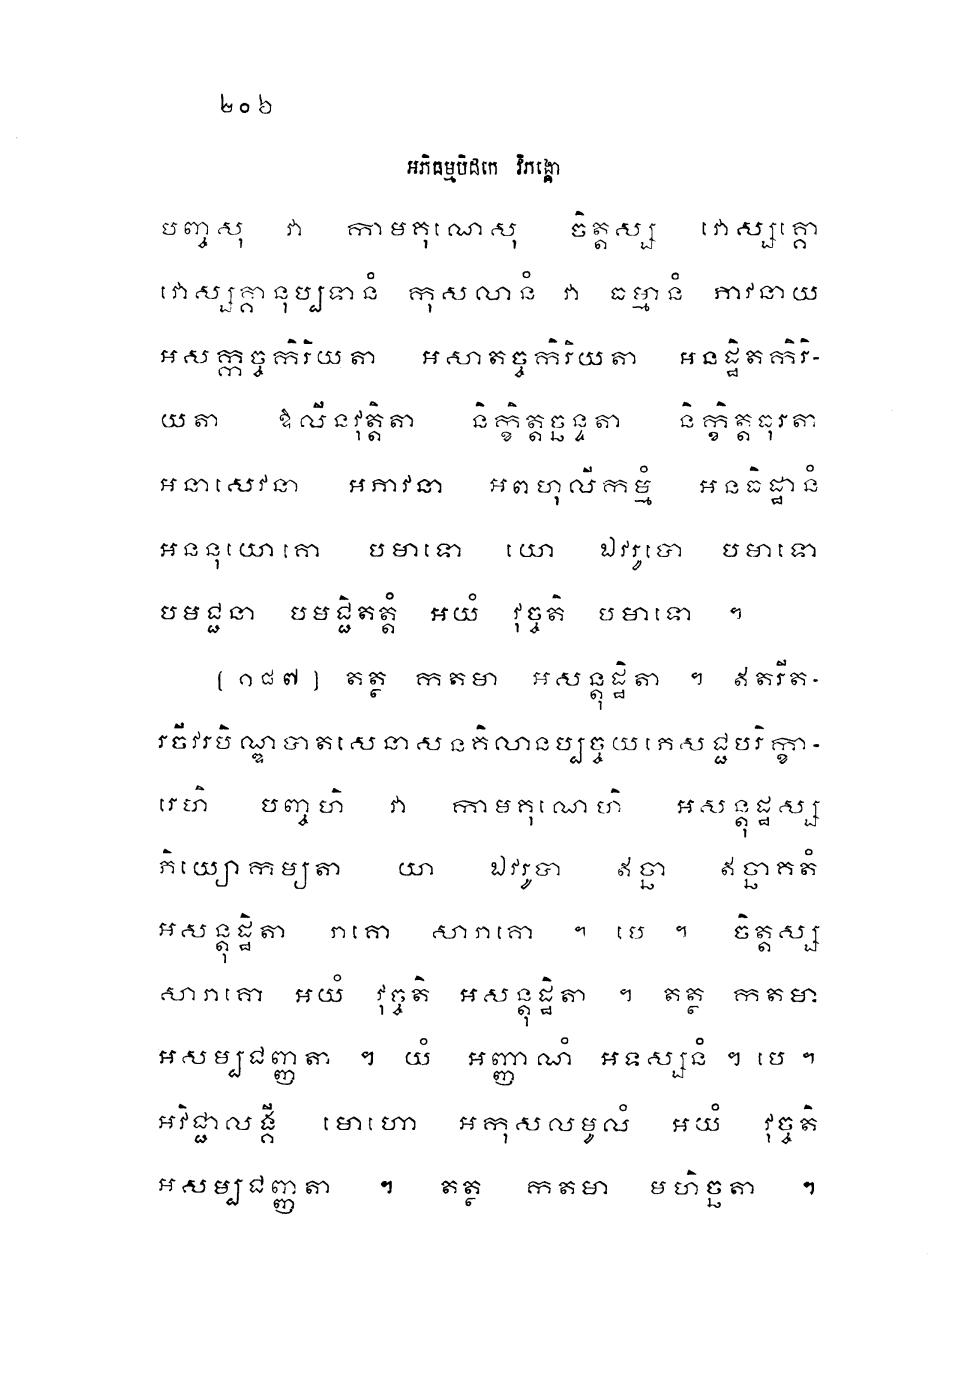 ២០៦
អភិធម្មបិដកេ វិភង្គោ
បញ្ចសុ វា កាមគុណេសុ ចិត្តស្ស វោស្សគ្គោ
វោស្សគ្គានុប្បទានំ កុសលានំ វា ធម្មានំ ភាវនាយ
អសក្កច្ចកិរិយតា អសាតច្ចកិរិយតា អនដ្ឋិតកិរិ-
យតា ឱលីនវុត្តិតា និក្ខិត្តច្ឆន្ទតា និក្ខិត្តធុរតា
អនាសេវនា អភាវនា អពហុលីកម្មំ អនធិដ្ឋានំ
អននុយោគោ បមាទោ យោ ឯវរូបោ បមាទោ
បមជ្ជនា បមជ្ជិតត្តំ អយំ វុច្ចតិ បមាទោ ។
(១៨៧) តត្ថ កតមា អសន្តុដ្ឋិតា ។ ឥតរីត-
រចីវរបិណ្ឌបាតសេនាសនគិលានប្បច្ចយភេសជ្ជបរិក្ខា-
រេហិ បញ្ចហិ វា កាមគុណេហិ អសន្តុដ្ឋស្ស
ភិយ្យោកម្យតា យា ឯវរូបា ឥច្ឆា ឥច្ឆាគតំ
អសន្តុដ្ឋិតា រាគោ សារាគោ ។ បេ ។ ចិត្តស្ស
សារាគោ អយំ វុច្ចតិ អសន្តុដ្ឋិតា ។ តត្ថ កតមា
អសម្បជញ្ញតា ។ យំ អញ្ញាណំ អទស្សនំ ។ បេ ។
អវិជ្ជាលង្គី មោហោ អកុសលមូលំ អយំ វុច្ចតិ
អសម្បជញ្ញតា ។ តត្ថ កតមា មហិច្ឆតា ។